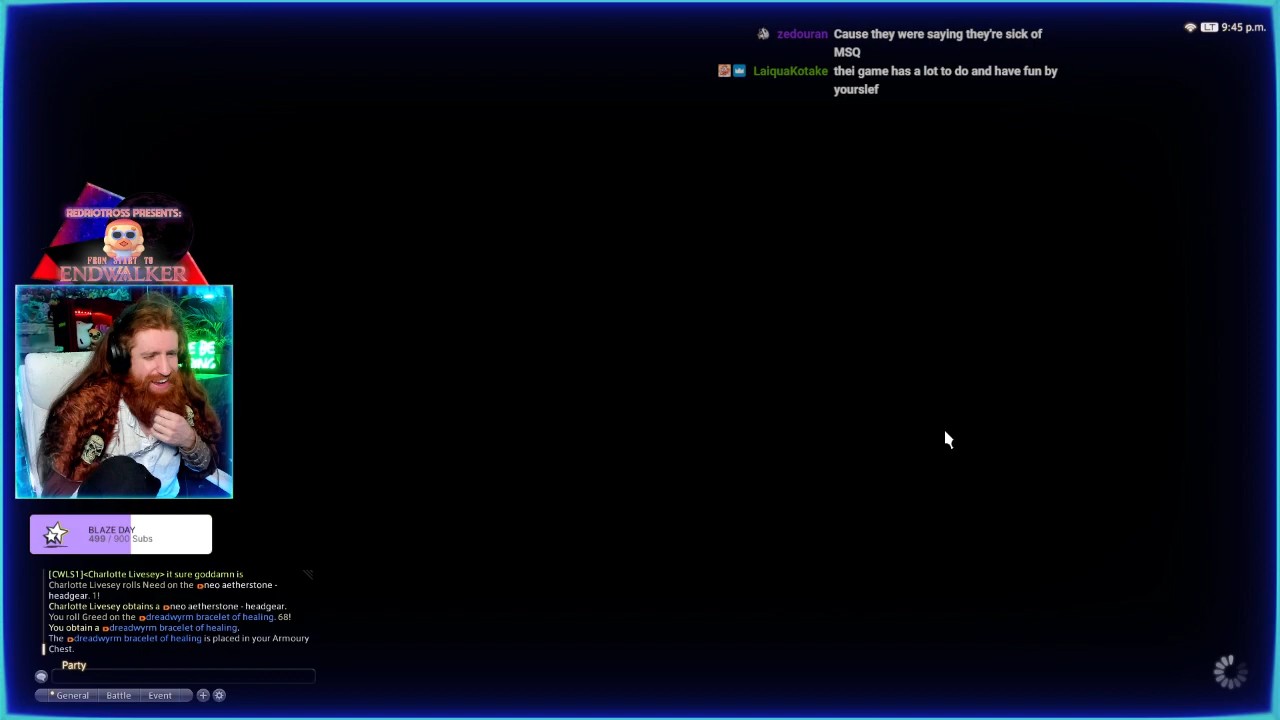 zedouran Cause they were saying they're sick of
MSQ
LaiquaKotake thei game has a lot to do and have fun by
yourslef
LT 9:45 p.m.
REDRIOTROSS PRESENTS:
FROM START TO
ENDWALKER
BLAZE DAY
499 / 900 Subs
[CWLS1]<Charlotte Livesey> it sure goddamn is
Charlotte Livesey rolls Need on the neo aetherstone -
headgear. 1!
Charlotte Livesey obtains a neo aetherstone - headgear.
You roll Greed on the dreadwyrm bracelet of healing. 68!
You obtain a dreadwyrm bracelet of healing.
The dreadwyrm bracelet of healing is placed in your Armoury
Chest.
Party
General Battle Event